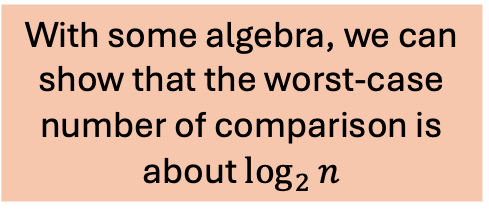 With some algebra, we can
show that the worst-case
number of comparison is
about log₂ n